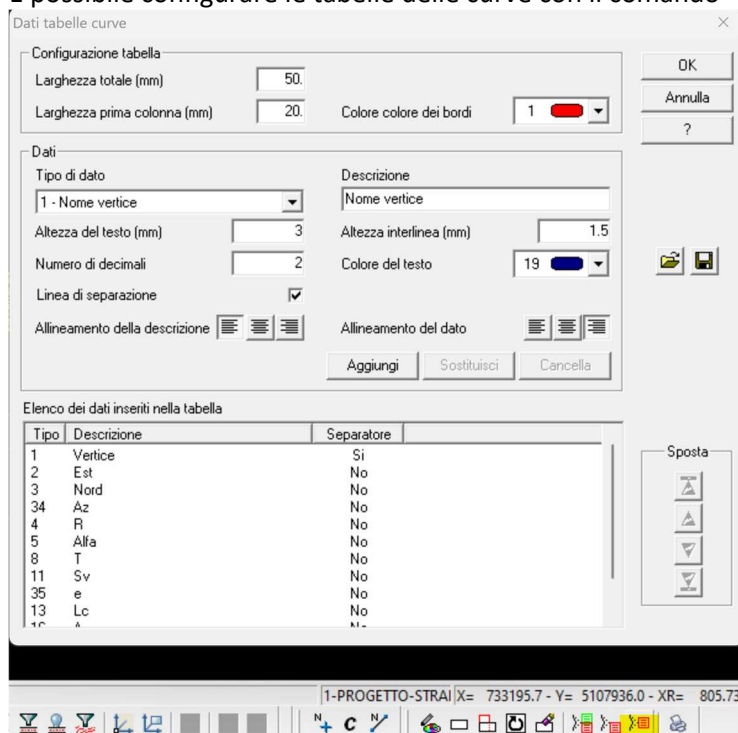 È possibile configurare le tabelle delle curve con il comando
Dati tabelle curve
Configurazione tabella
Larghezza totale (mm) 50.
Larghezza prima colonna (mm) 20. Colore colore dei bordi 1
OK
Annulla
?
Dati
Tipo di dato Descrizione
1 - Nome vertice Nome vertice
Altezza del testo (mm) 3 Altezza interlinea (mm) 1.5
Numero di decimali 2 Colore del testo 19
Linea di separazione
Allineamento della descrizione Allineamento del dato
Aggiungi Sostituisci Cancella
Elenco dei dati inseriti nella tabella
Tipo Descrizione Separatore
1 Vertice Si
2 Est No
3 Nord No
34 Az No
4 R No
5 Alfa No
8 T No
11 Sv No
35 e No
13 Lc No
Sposta
1-PROGETTO-STRAI X= 733195.7 - Y= 5107936.0 - XR= 805.73
N C N